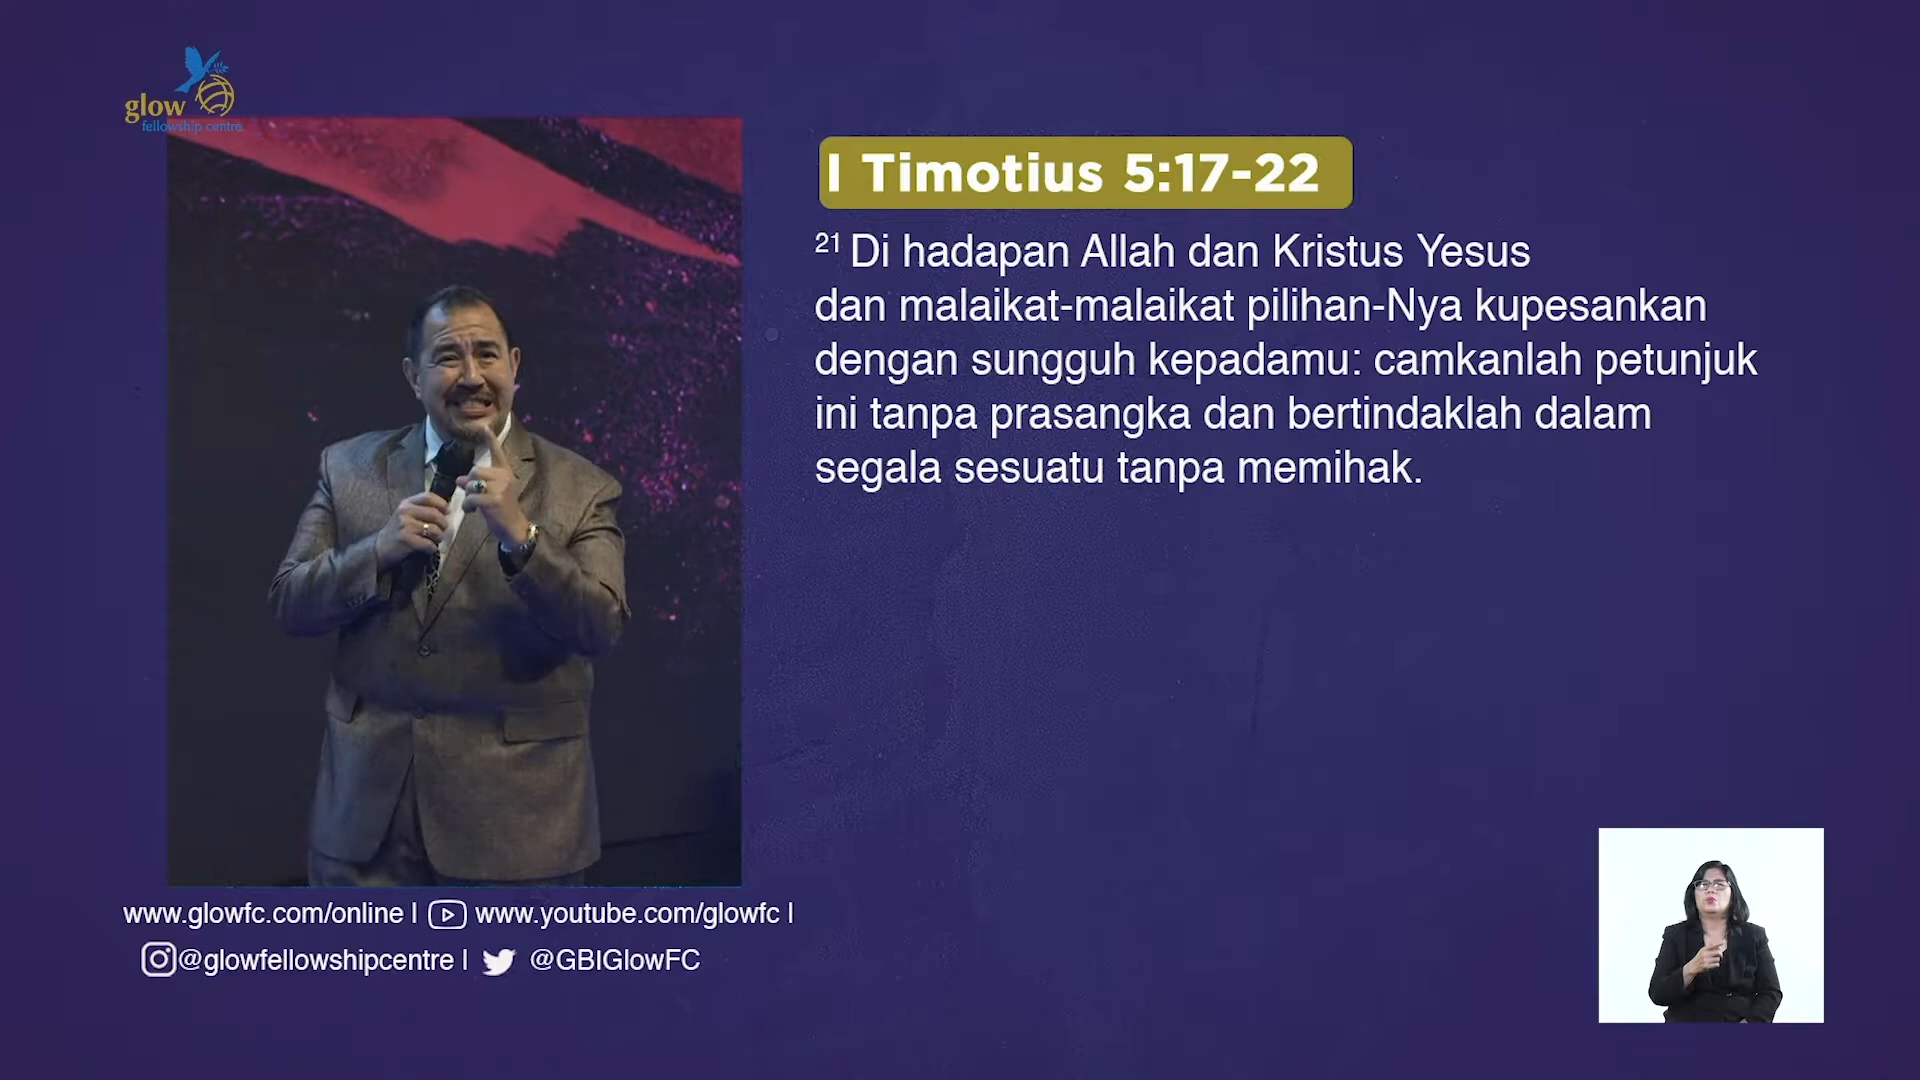 glow
fellowship centre
I Timotius 5:17-22
21 Di hadapan Allah dan Kristus Yesus
dan malaikat-malaikat pilihan-Nya kupesankan
dengan sungguh kepadamu: camkanlah petunjuk
ini tanpa prasangka dan bertindaklah dalam
segala sesuatu tanpa memihak.
www.glowfc.com/online I www.youtube.com/glowfc I
@glowfellowshipcentre I @GBIGlowFC